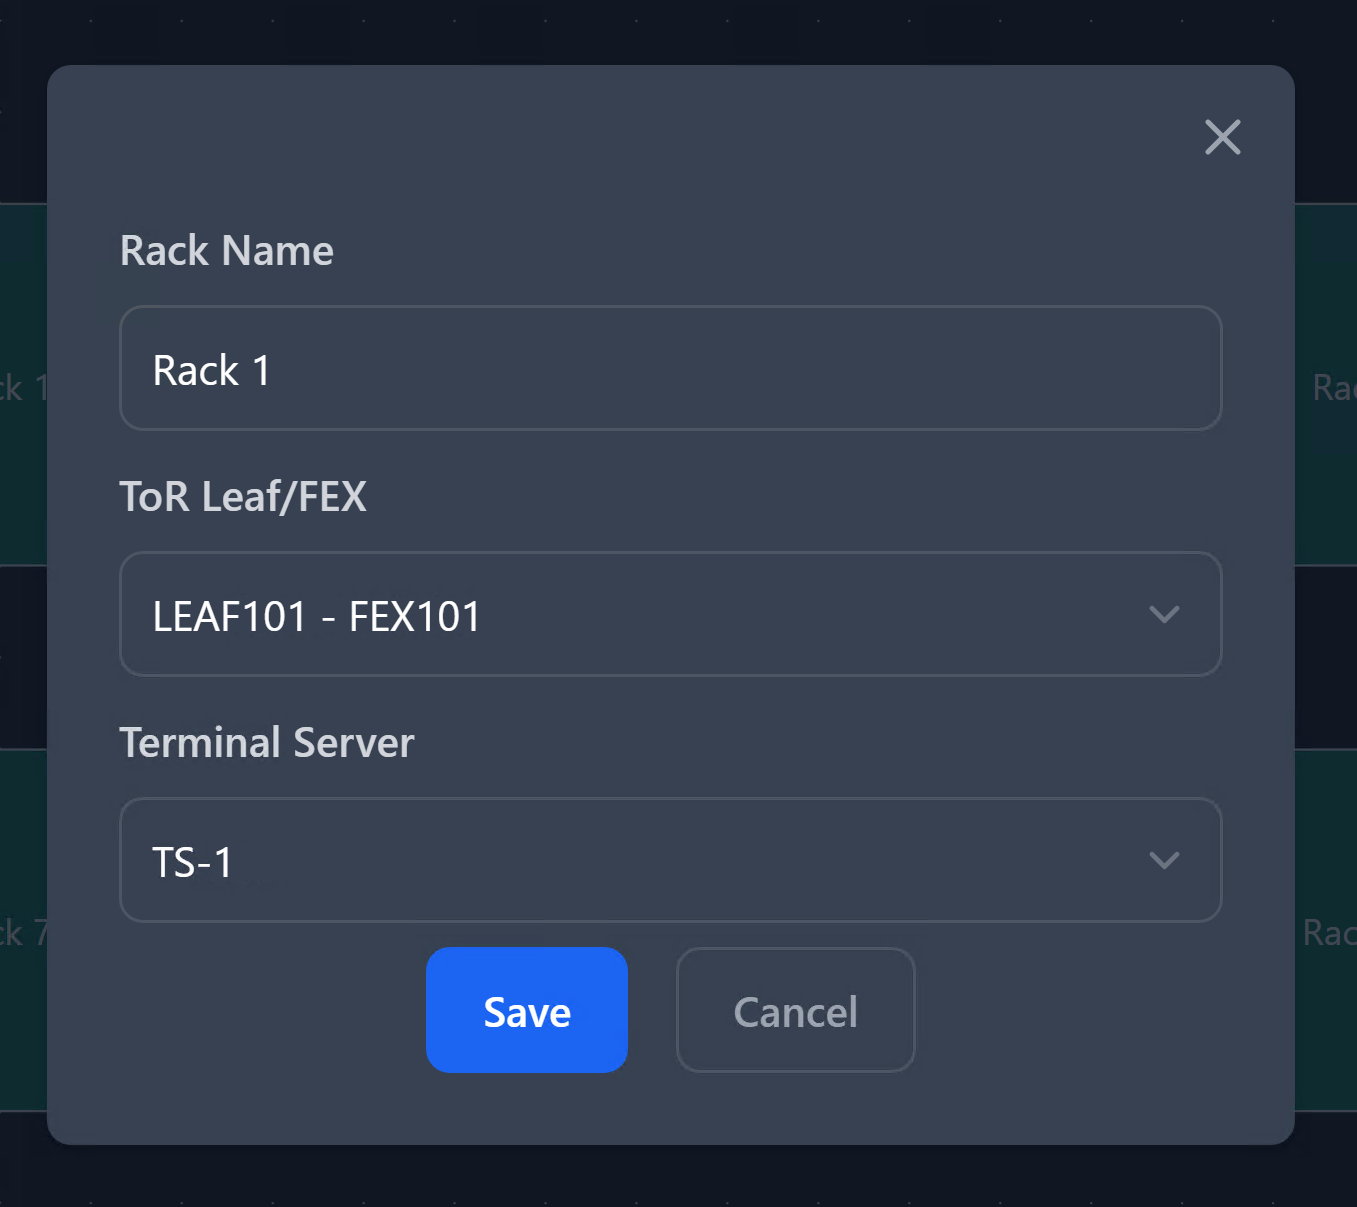 Rack Name
Rack 1
ToR Leaf/FEX
LEAF101 - FEX101
Terminal Server
TS-1
Save
Cancel